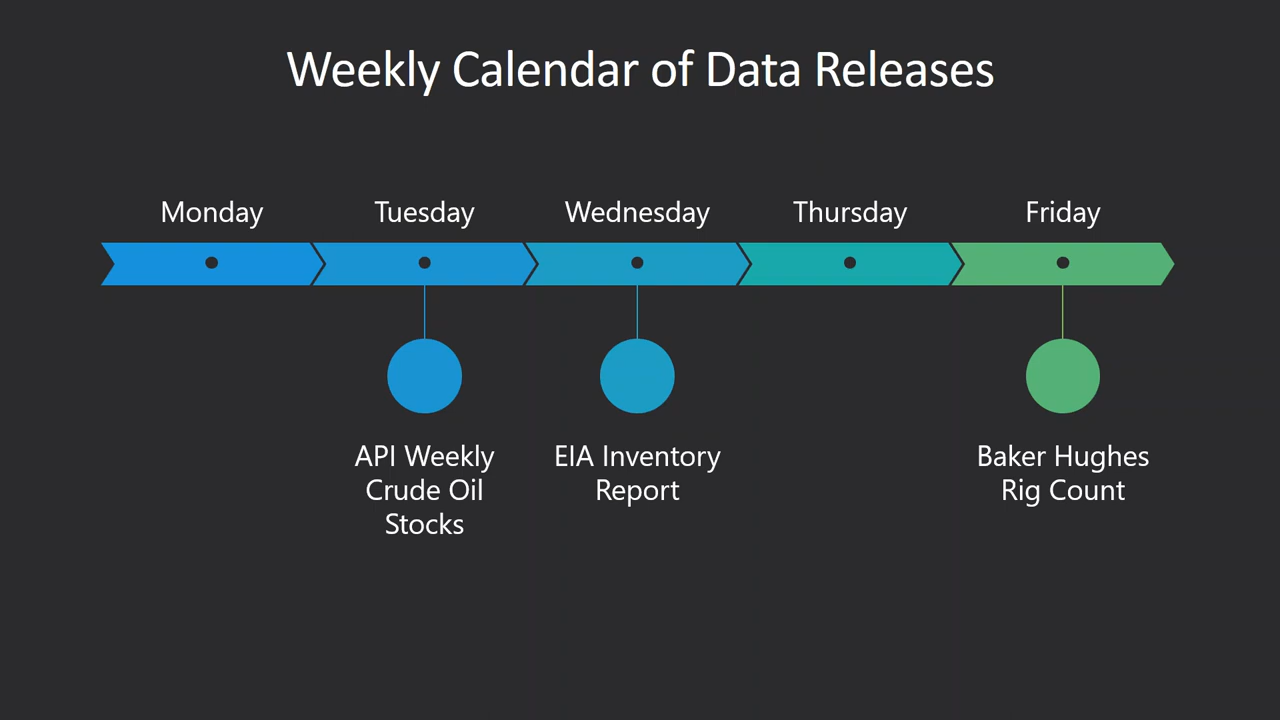 Weekly Calendar of Data Releases
Monday
Tuesday
Wednesday
Thursday
Friday
API Weekly
Crude Oil
Stocks
EIA Inventory
Report
Baker Hughes
Rig Count